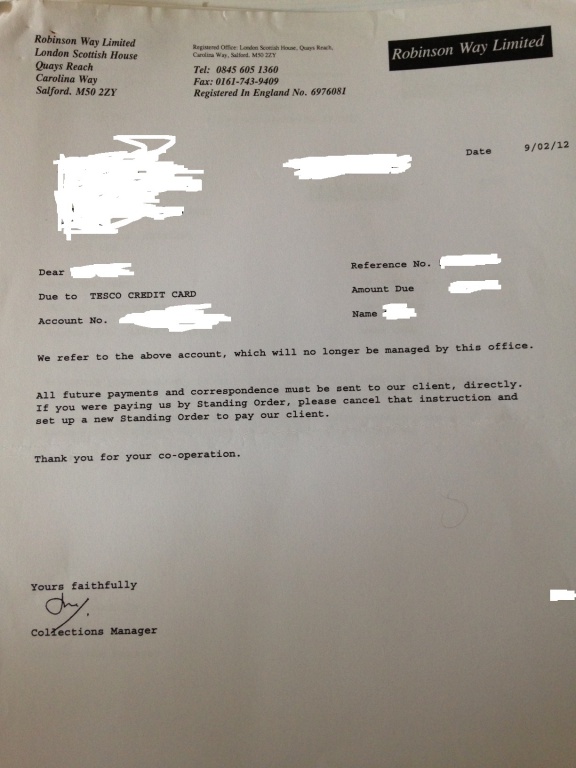 Robinson Way Limited
London Scottish House
Quays Reach
Carolina Way
Salford. M50 2ZY
Registered Office: London Scottish House, Quays Reach,
Carolina Way, Salford. M50 2ZY
Tel: 0845 605 1360
Fax: 0161-743-9409
Registered In England No. 6976081
Robinson Way Limited
Date 9/02/12
Dear
Reference No.
Due to TESCO CREDIT CARD
Amount Due
Account No.
Name
We refer to the above account, which will no longer be managed by this office.
All future payments and correspondence must be sent to our client, directly.
If you were paying us by Standing Order, please cancel that instruction and
set up a new Standing Order to pay our client.
Thank you for your co-operation.
Yours faithfully
Collections Manager